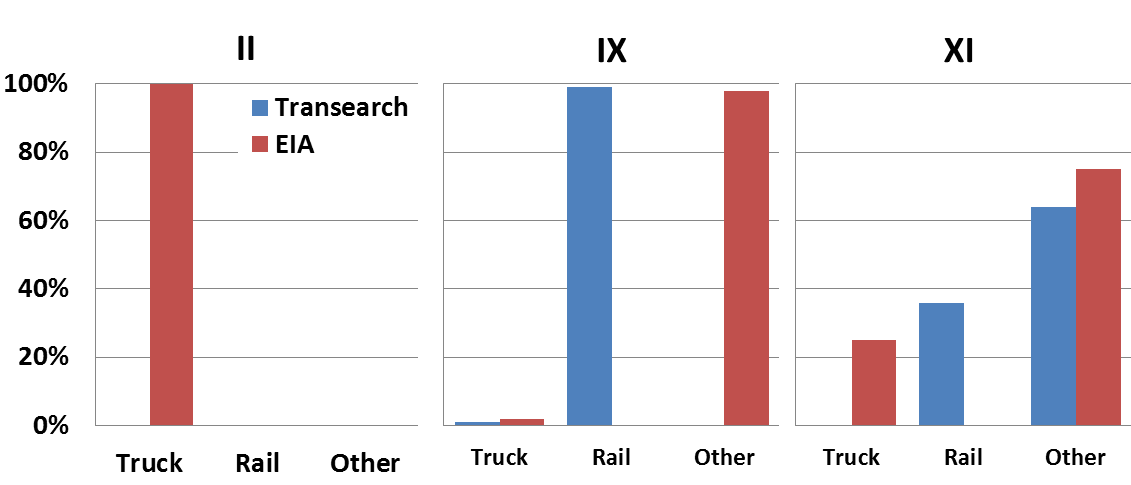 II
IX
XI
100%
80%
60%
40%
20%
0%
Transearch
EIA
Truck Rail Other
Truck Rail Other
Truck Rail Other